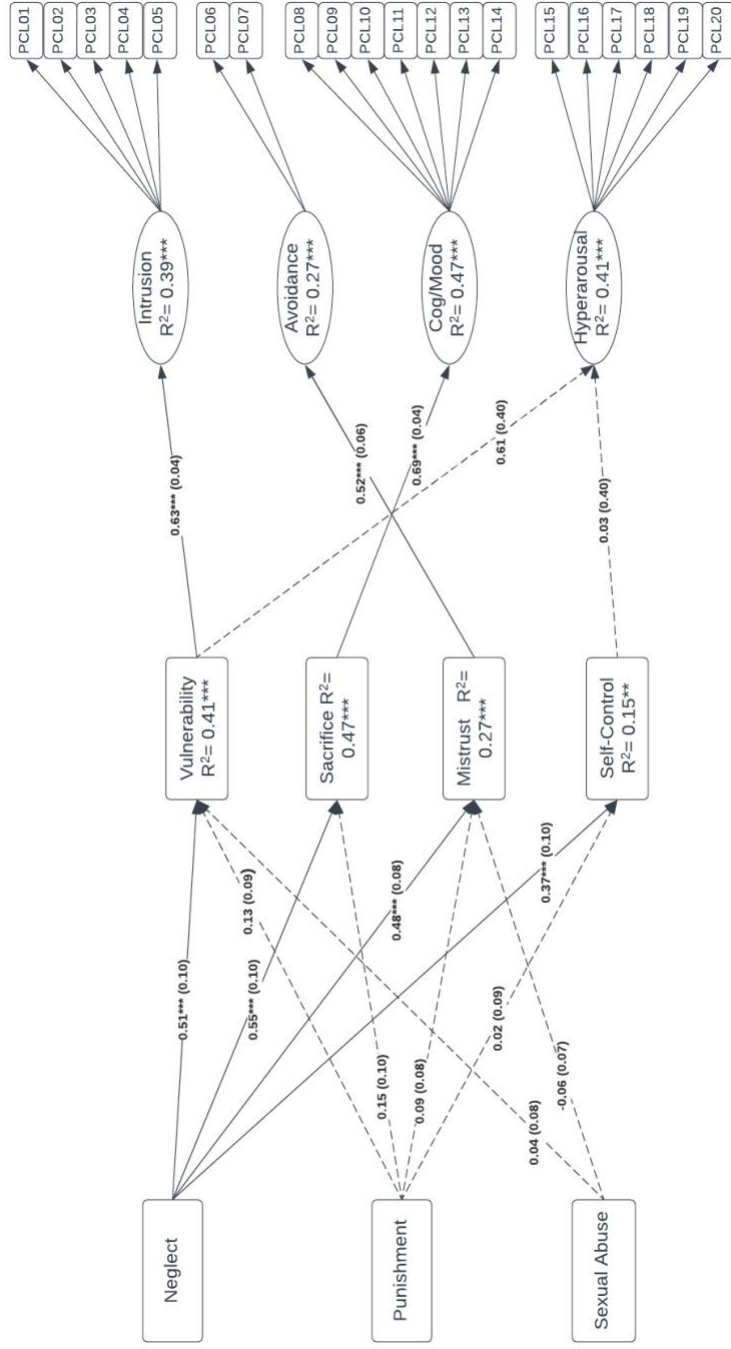 Neglect
Punishment
Sexual Abuse
0.51*** (0.10)
0.55*** (0.10)
0.48*** (0.08)
0.37*** (0.10)
0.13 (0.09)
0.15 (0.10)
0.09 (0.08)
0.02 (0.09)
0.04 (0.08)
-0.06 (0.07)
Vulnerability
R²= 0.41***
Sacrifice R²=
0.47***
Mistrust R²=
0.27***
Self-Control
R²= 0.15**
0.63*** (0.04)
0.52*** (0.06)
0.69*** (0.04)
0.61 (0.40)
0.03 (0.40)
Intrusion
R²= 0.39***
Avoidance
R²= 0.27***
Cog/Mood
R²= 0.47***
Hyperarousal
R²= 0.41***
PCL01
PCL02
PCL03
PCL04
PCL05
PCL06
PCL07
PCL08
PCL09
PCL10
PCL11
PCL12
PCL13
PCL14
PCL15
PCL16
PCL17
PCL18
PCL19
PCL20